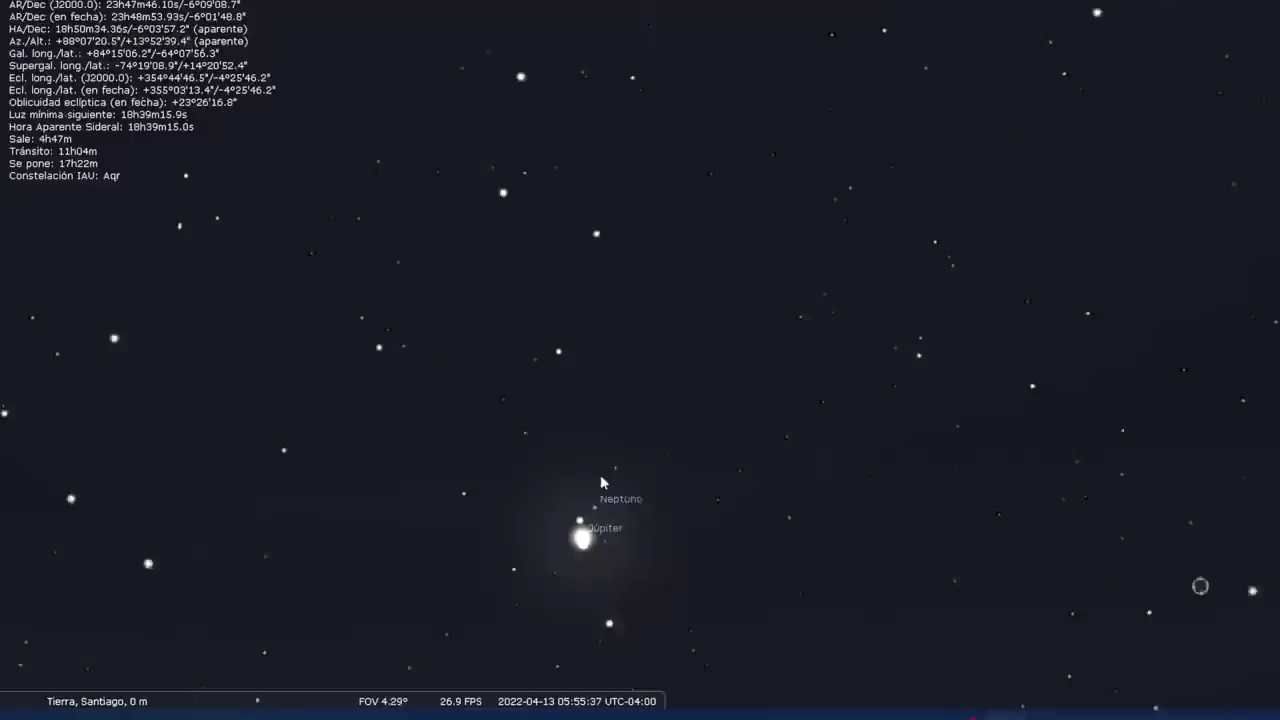 AR/Dec (J2000.0): 23h47m46.10s/-6°09'08.7"
AR/Dec (en fecha): 23h48m53.93s/-6°01'48.8"
HA/Dec: 18h50m34.36s/-6°03'57.2" (aparente)
Az./Alt.: +88°07'20.5"/+13°52'39.4" (aparente)
Gal. long./lat.: +84°15'06.2"/-64°07'56.3"
Supergal. long./lat.: -74°19'08.9"/+14°20'52.4"
Ecl. long./lat. (J2000.0): +354°44'46.5"/-4°25'46.2"
Ecl. long./lat. (en fecha): +355°03'13.4"/-4°25'46.2"
Oblicuidad eclíptica (en fecha): +23°26'16.8"
Luz mínima siguiente: 18h39m15.9s
Hora Aparente Sideral: 18h39m15.0s
Sale: 4h47m
Tránsito: 11h04m
Se pone: 17h22m
Constelación IAU: Aqr
Neptuno
Júpiter
Tierra, Santiago, 0 m FOV 4.29° 26.9 FPS 2022-04-13 05:55:37 UTC-04:00